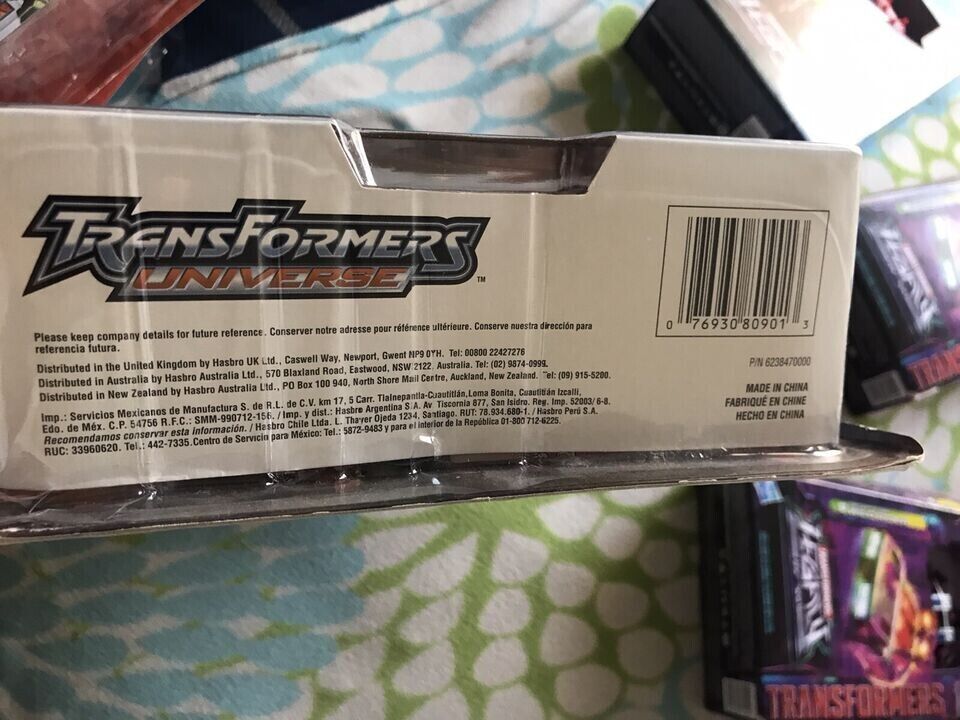 TRANSFORMERS
UNIVERSE™
Please keep company details for future reference. Conserver notre adresse pour référence ultérieure. Conserve nuestra dirección para
referencia futura.
Distributed in the United Kingdom by Hasbro UK Ltd., Caswell Way, Newport, Gwent NP9 0YH. Tel: 00800 22427276
Distributed in Australia by Hasbro Australia Ltd., 570 Blaxland Road, Eastwood, NSW 2122, Australia. Tel: (02) 9874-0999.
Distributed in New Zealand by Hasbro Australia Ltd., PO Box 100 940, North Shore Mail Centre, Auckland, New Zealand. Tel: (09) 915-5200.
Imp.: Servicios Mexicanos de Manufactura S. de R.L. de C.V. km 17, 5 Carr. Tlalnepantla-Cuautitlán,Loma Bonita, Cuautitlán Izcalli,
Edo. de Méx. C.P. 54756 R.F.C.: SMM-990712-156. / Imp. y dist.: Hasbro Argentina S.A. Av Tiscornia 877, San Isidro. Reg. Imp. 52003/ 6-8.
Recomendamos conservar esta información. / Hasbro Chile Ltda. L. Thayer Ojeda 1234, Santiago. RUT: 78.934.680-1. / Hasbro Perú S.A.
RUC: 33960620. Tel.: 442-7335.Centro de Servicio para México: Tel.: 5872-9483 y para el interior de la República 01-800 712-6225.
0 76930 80901 3
P/N 6238470000
MADE IN CHINA
FABRIQUÉ EN CHINE
HECHO EN CHINA
TRANS
LEGACY
TRANSFORMERS